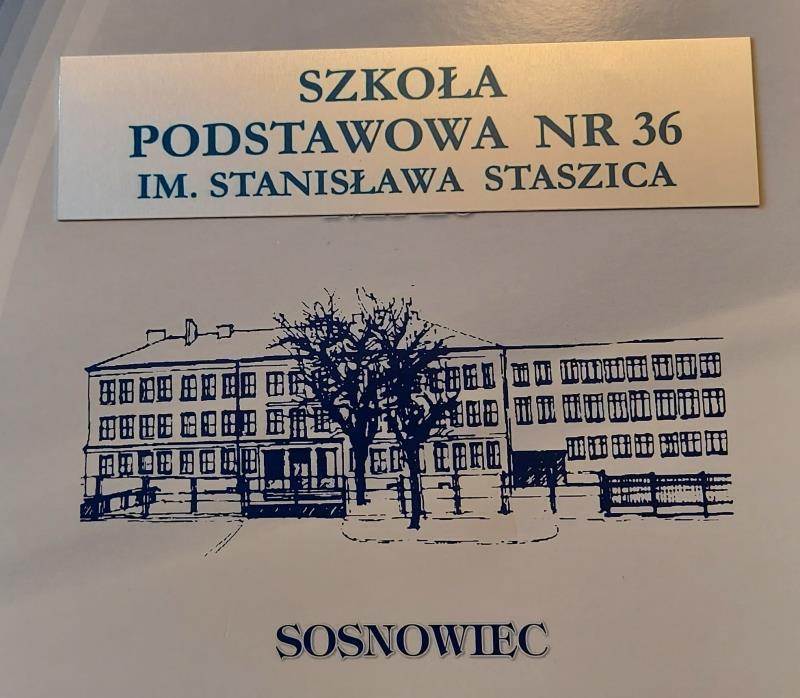 SZKOŁA
PODSTAWOWA NR 36
IM. STANISŁAWA STASZICA
SOSNOWIEC